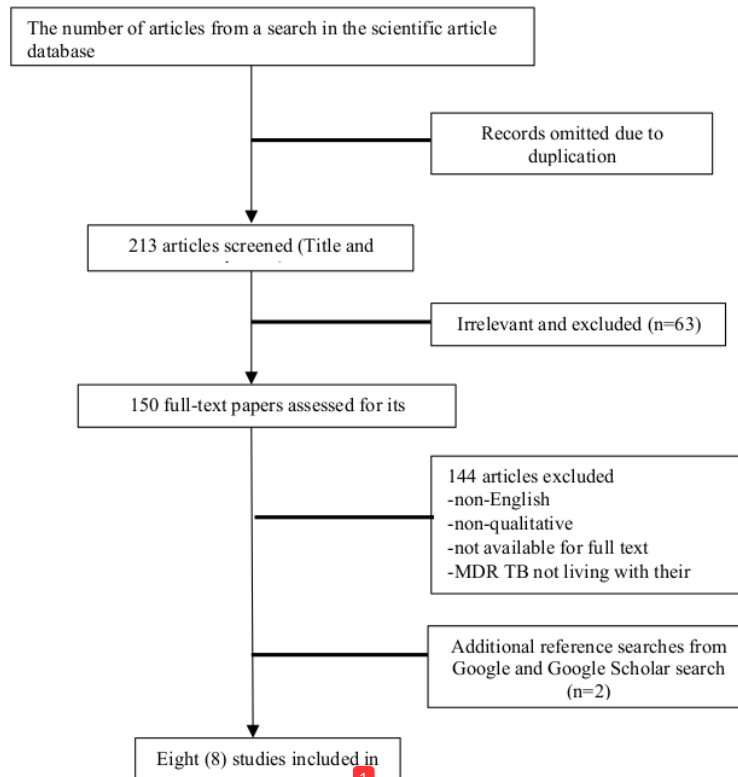 The number of articles from a search in the scientific article
database
Records omitted due to
duplication
213 articles screened (Title and
Irrelevant and excluded (n=63)
150 full-text papers assessed for its
144 articles excluded
-non-English
-non-qualitative
-not available for full text
-MDR TB not living with their
Additional reference searches from
Google and Google Scholar search
(n=2)
Eight (8) studies included in
1